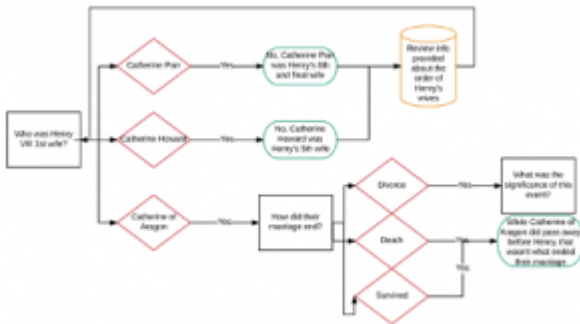 Catherine Parr
Yes
No, Catherine Parr
was Henry's 6th
and final wife
Review info
provided
about the
order of
Henry's
wives
Who was Henry
VIII 1st wife?
Catherine Howard
Yes
No, Catherine
Howard was
Henry's 5th wife
Catherine of
Aragon
Yes
How did their
marriage end?
Divorce
Yes
What was the
significance of this
event?
Death
Yes
While Catherine of
Aragon did pass away
before Henry, that
wasn't what ended
their marriage
Survived
Yes